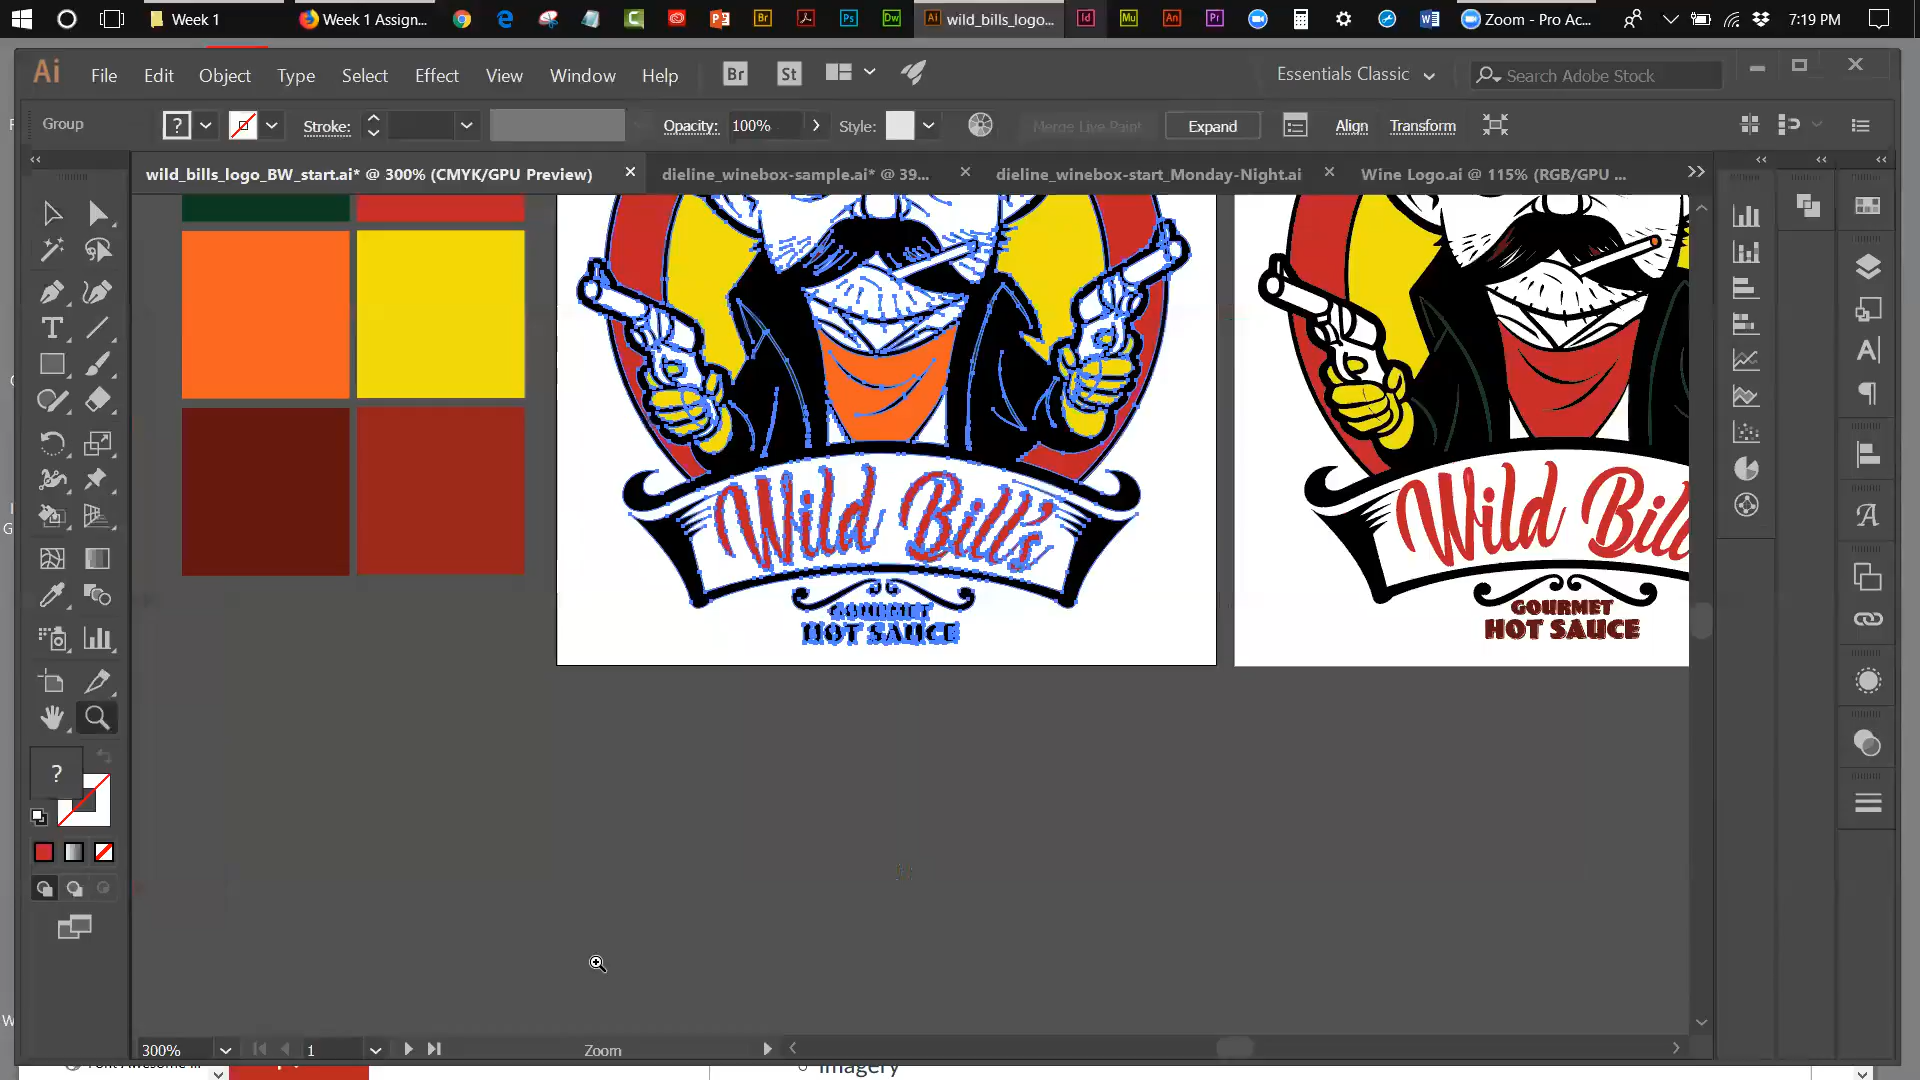 Week 1
Week 1 Assign...
wild_bills_logo...
Zoom - Pro Ac...
7:19 PM
Ai
File
Edit
Object
Type
Select
Effect
View
Window
Help
Br
St
Essentials Classic
Search Adobe Stock
Group
?
Stroke:
Opacity:
100%
Style:
Merge Live Paint
Expand
Align
Transform
wild_bills_logo_BW_start.ai* @ 300% (CMYK/GPU Preview)
dieline_winebox-sample.ai* @ 39...
dieline_winebox-start_Monday-Night.ai
Wine Logo.ai @ 115% (RGB/GPU ...
Wild Bill's
GOURMET
HOT SAUCE
Wild Bill
GOURMET
HOT SAUCE
?
300%
1
Zoom
Imagery